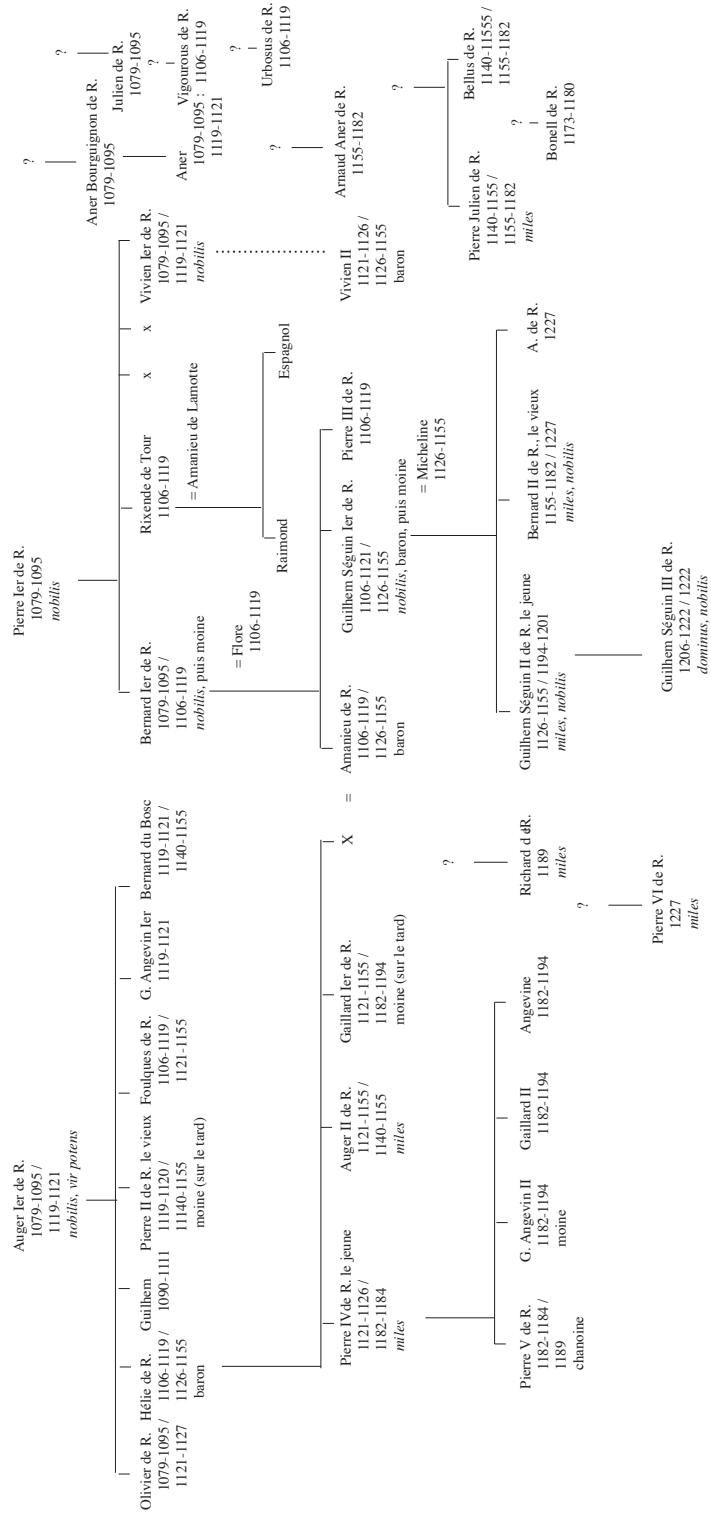 Auger Ier de R.
1079-1095 /
1119-1121
nobilis, vir potens
Olivier de R.
1079-1095 /
1121-1127
Hélie de R.
1106-1119 /
1126-1155
baron
Guilhem
1090-1111
Pierre II de R. le vieux
1119-1120 /
11140-1155
moine (sur le tard)
Foulques de R.
1106-1119 /
1121-1155
G. Angevin Ier
1119-1121
Bernard du Bosc
1119-1121 /
1140-1155
Pierre IV de R. le jeune
1121-1126 /
1182-1184
miles
Auger II de R.
1121-1155 /
1140-1155
miles
Gaillard Ier de R.
1121-1155 /
1182-1194
moine (sur le tard)
X
=
Pierre V de R.
1182-1184 /
1189
chanoine
G. Angevin II
1182-1194
moine
Gaillard II
1182-1194
Angevine
1182-1194
?
Richard d dR.
1189
miles
?
Pierre VI de R.
1227
miles
Pierre Ier de R.
1079-1095
nobilis
Bernard Ier de R.
1079-1095 /
1106-1119
nobilis, puis moine
= Flore
1106-1119
Rixende de Tour
1106-1119
= Amanieu de Lamotte
x
x
Vivien Ier de R.
1079-1095 /
1119-1121
nobilis
Raimond
Espagnol
Amanieu de R.
1106-1119 /
1126-1155
baron
Guilhem Séguin Ier de R.
1106-1121 /
1126-1155
nobilis, baron, puis moine
= Micheline
1126-1155
Pierre III de R.
1106-1119
Vivien II
1121-1126 /
1126-1155
baron
Guilhem Séguin II de R. le jeune
1126-1155 / 1194-1201
miles, nobilis
Bernard II de R., le vieux
1155-1182 / 1227
miles, nobilis
A. de R.
1227
Guilhem Séguin III de R.
1206-1222 / 1222
dominus, nobilis
?
Aner Bourguignon de R.
1079-1095
?
Julien de R.
1079-1095
Aner
1079-1095 :
1119-1121
?
Vigourous de R.
1106-1119
?
Urbosus de R.
1106-1119
?
Arnaud Aner de R.
1155-1182
?
Pierre Julien de R.
1140-1155 /
1155-1182
miles
Bellus de R.
1140-11555 /
1155-1182
?
Bonell de R.
1173-1180